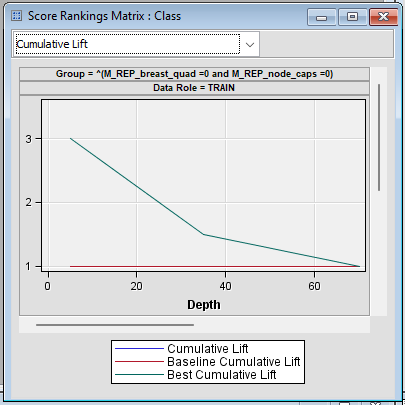 Score Rankings Matrix : Class
Cumulative Lift
Group = ^(M_REP_breast_quad =0 and M_REP_node_caps =0)
Data Role = TRAIN
3
2
1
0 20 40 60
Depth
Cumulative Lift
Baseline Cumulative Lift
Best Cumulative Lift